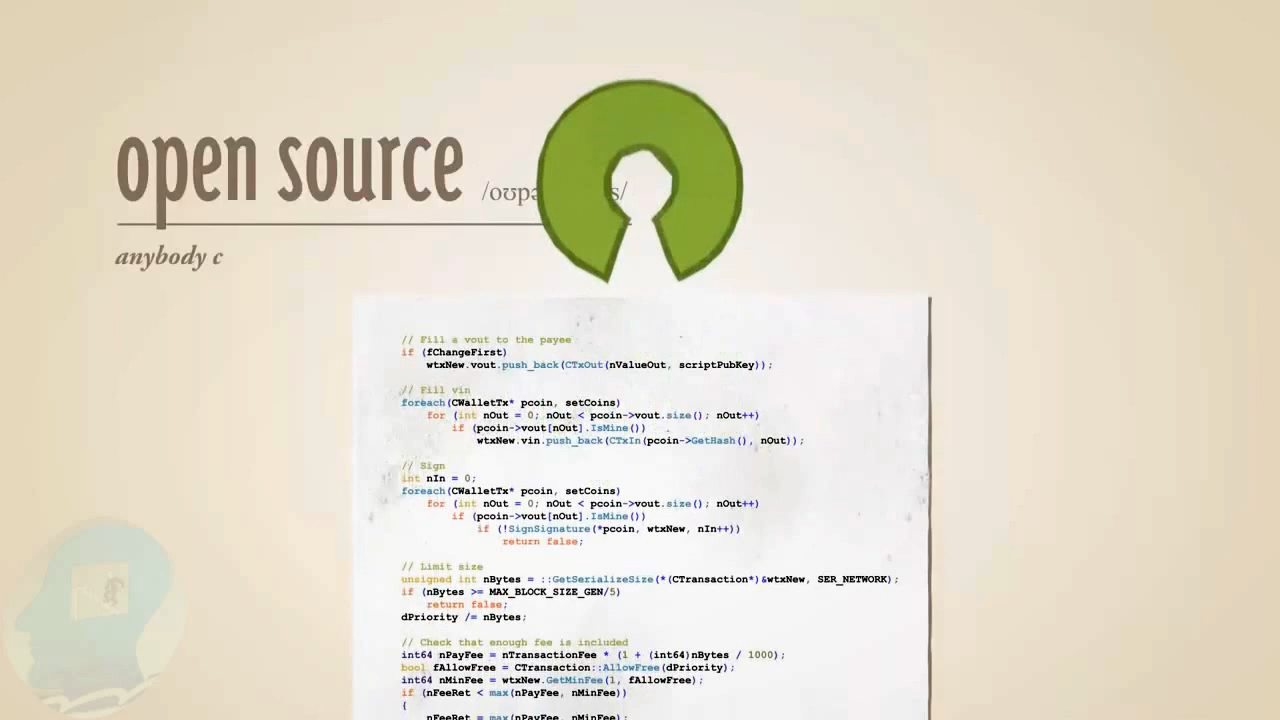 open source /oʊpə s/
anybody c
// Fill a vout to the payee
if (fChangeFirst)
wtxNew.vout.push_back(CTxOut(nValueOut, scriptPubKey));
// Fill vin
foreach(CWalletTx* pcoin, setCoins)
for (int nOut = 0; nOut < pcoin->vout.size(); nOut++)
if (pcoin->vout[nOut].IsMine())
wtxNew.vin.push_back(CTxIn(pcoin->GetHash(), nOut));
// Sign
int nIn = 0;
foreach(CWalletTx* pcoin, setCoins)
for (int nOut = 0; nOut < pcoin->vout.size(); nOut++)
if (pcoin->vout[nOut].IsMine())
if (!SignSignature(*pcoin, wtxNew, nIn++))
return false;
// Limit size
unsigned int nBytes = ::GetSerializeSize(*(CTransaction*)&wtxNew, SER_NETWORK);
if (nBytes >= MAX_BLOCK_SIZE_GEN/5)
return false;
dPriority /= nBytes;
// Check that enough fee is included
int64 nPayFee = nTransactionFee * (1 + (int64)nBytes / 1000);
bool fAllowFree = CTransaction::AllowFree(dPriority);
int64 nMinFee = wtxNew.GetMinFee(1, fAllowFree);
if (nFeeRet < max(nPayFee, nMinFee))
{
nFeeRet = max(nPayFee, nMinFee);